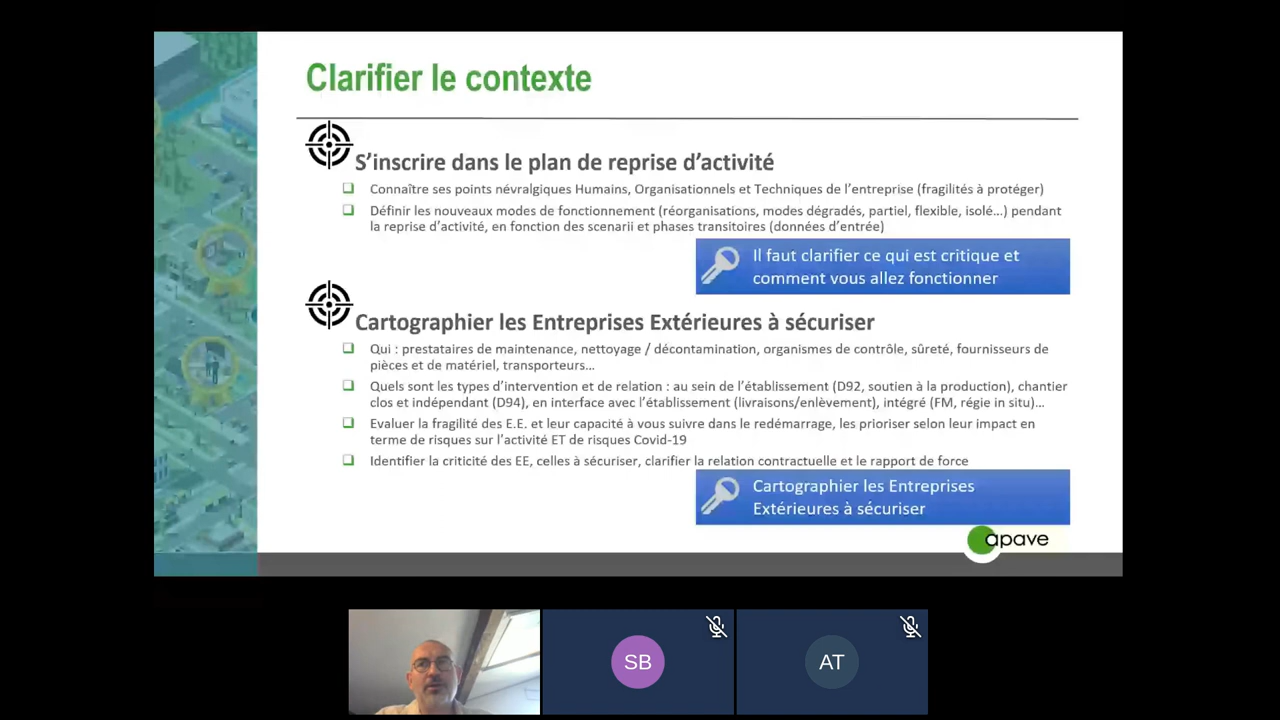 Clarifier le contexte
S’inscrire dans le plan de reprise d’activité
Connaître ses points névralgiques Humains, Organisationnels et Techniques de l’entreprise (fragilités à protéger)
Définir les nouveaux modes de fonctionnement (réorganisations, modes dégradés, partiel, flexible, isolé...) pendant
la reprise d’activité, en fonction des scenarii et phases transitoires (données d’entrée)
Il faut clarifier ce qui est critique et
comment vous allez fonctionner
Cartographier les Entreprises Extérieures à sécuriser
Qui : prestataires de maintenance, nettoyage / décontamination, organismes de contrôle, sûreté, fournisseurs de
pièces et de matériel, transporteurs...
Quels sont les types d’intervention et de relation : au sein de l’établissement (D92, soutien à la production), chantier
clos et indépendant (D94), en interface avec l’établissement (livraisons/enlèvement), intégré (FM, régie in situ)...
Evaluer la fragilité des E.E. et leur capacité à vous suivre dans le redémarrage, les prioriser selon leur impact en
terme de risques sur l’activité ET de risques Covid-19
Identifier la criticité des EE, celles à sécuriser, clarifier la relation contractuelle et le rapport de force
Cartographier les Entreprises
Extérieures à sécuriser
apave
SB
AT